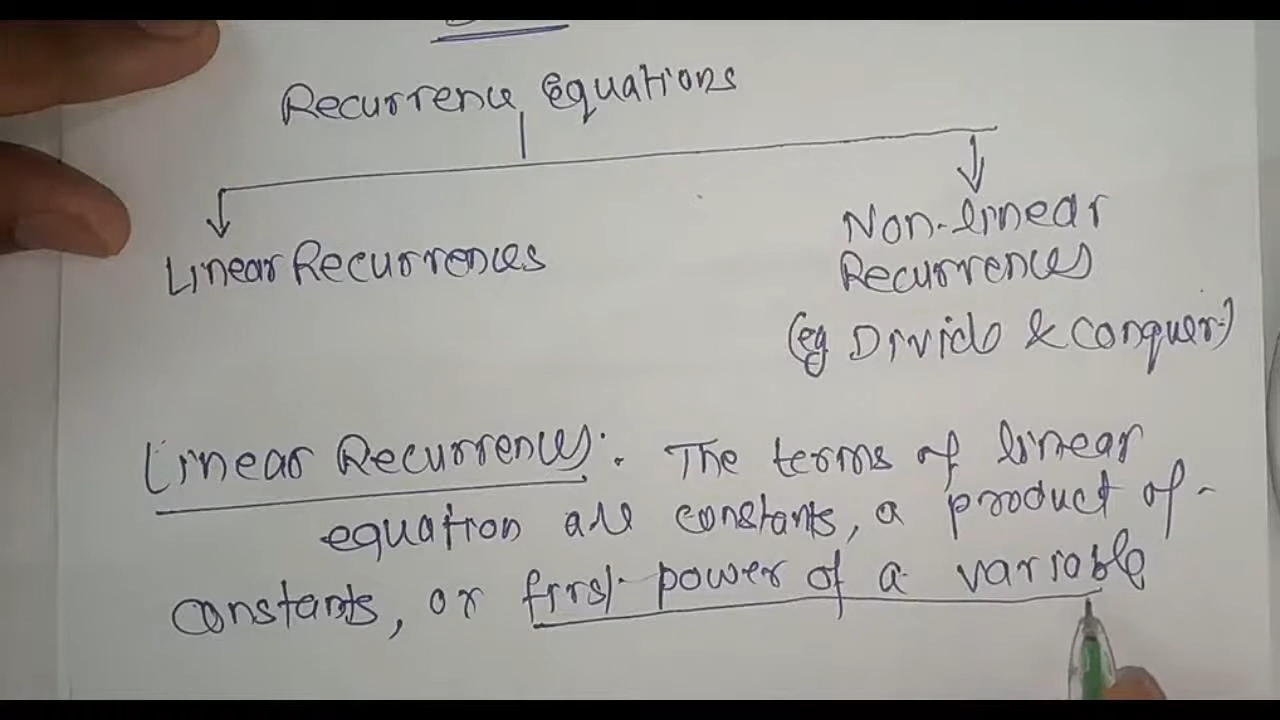 Recurrence equations
Linear Recurrences
Non-linear
Recurrences
(eg Divide & conquer.)
Linear Recurrences: The terms of linear
equation are constants, a product of
constants, or first power of a variable